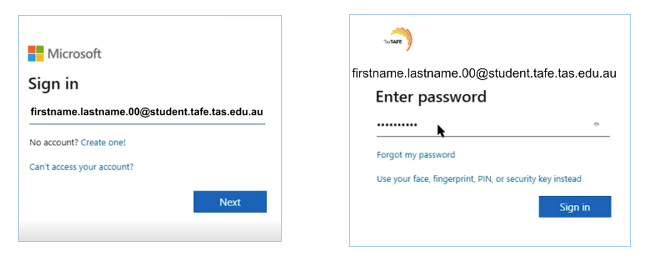 Microsoft
Sign in
firstname.lastname.00@student.tafe.tas.edu.au
No account? Create one!
Can't access your account?
Next
TasTAFE
firstname.lastname.00@student.tafe.tas.edu.au
Enter password
••••••••••
Forgot my password
Use your face, fingerprint, PIN, or security key instead
Sign in